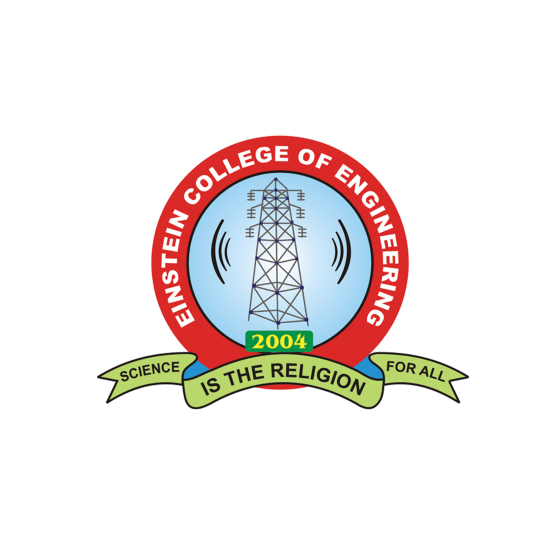 EINSTEIN COLLEGE OF ENGINEERING
2004
SCIENCE IS THE RELIGION FOR ALL